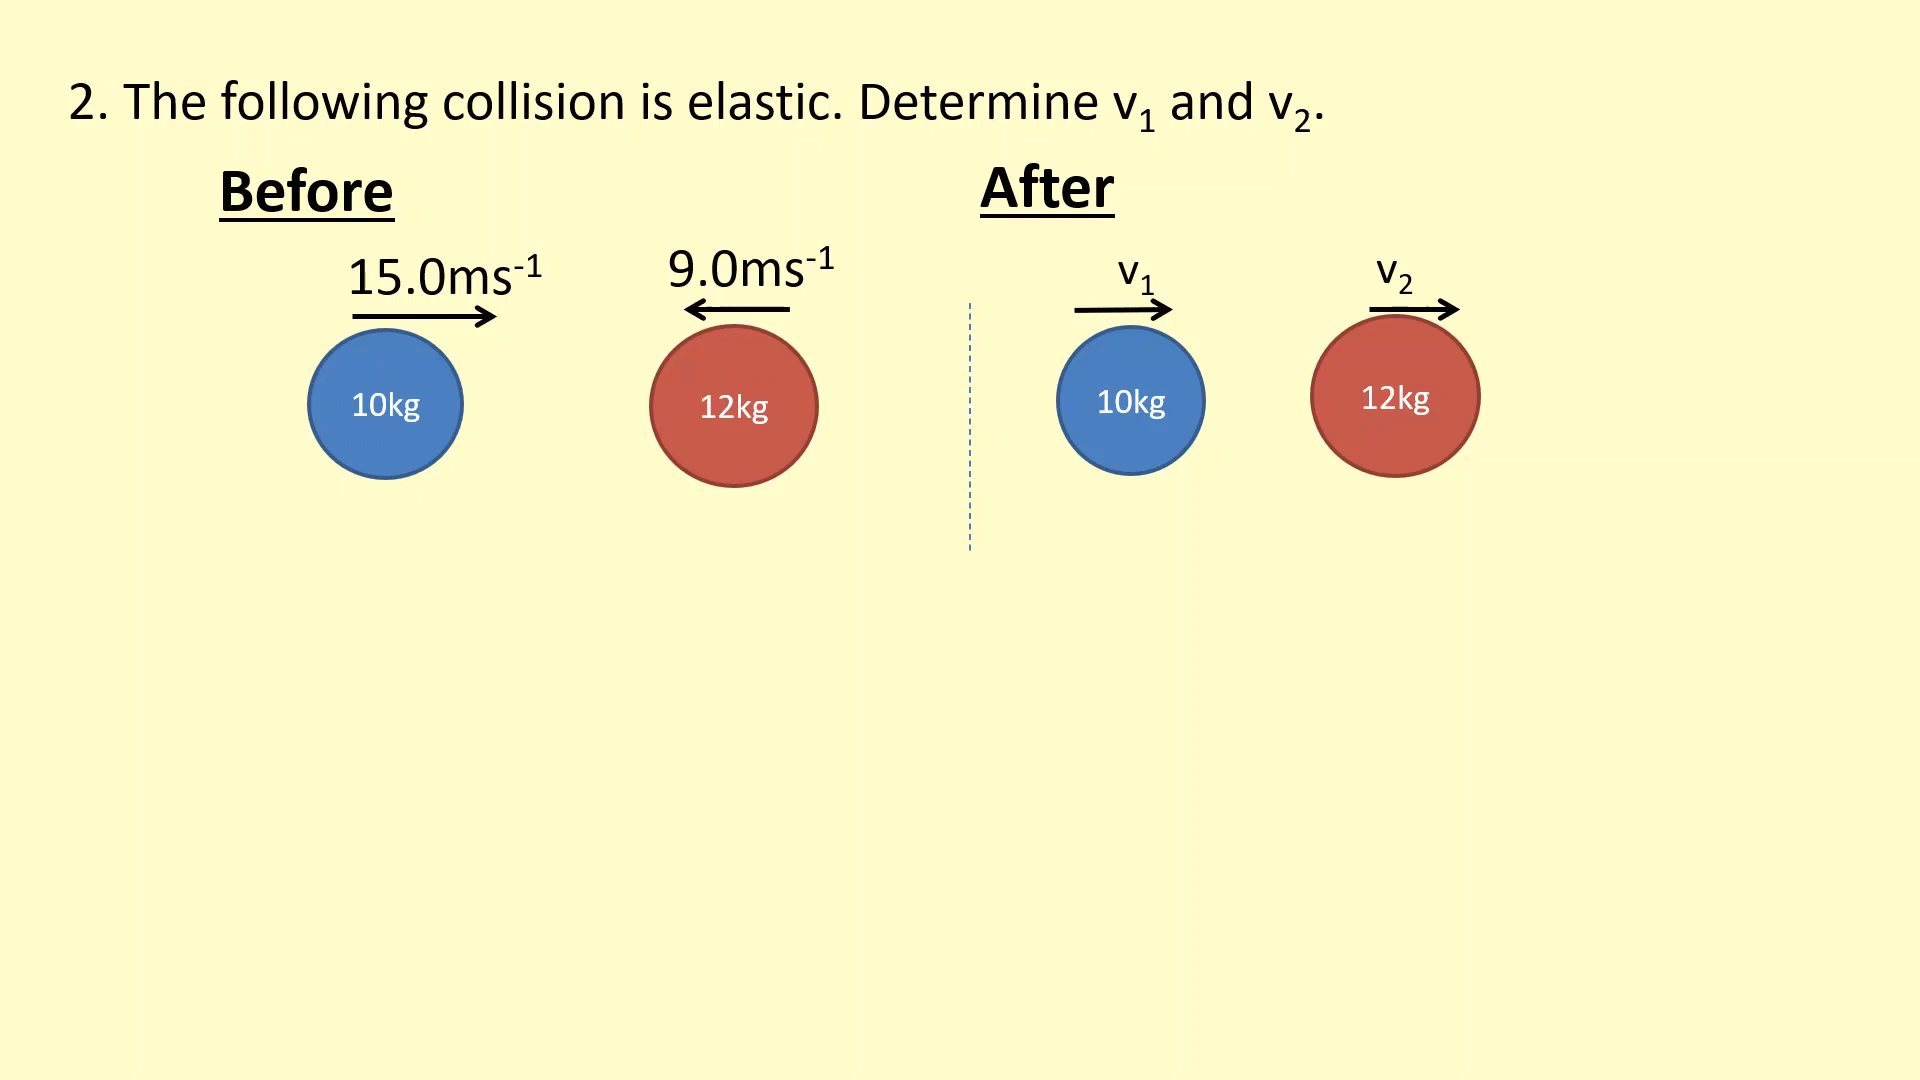 2. The following collision is elastic. Determine v₁ and v₂.
Before
After
15.0ms⁻¹
9.0ms⁻¹
v₁
v₂
10kg
12kg
10kg
12kg